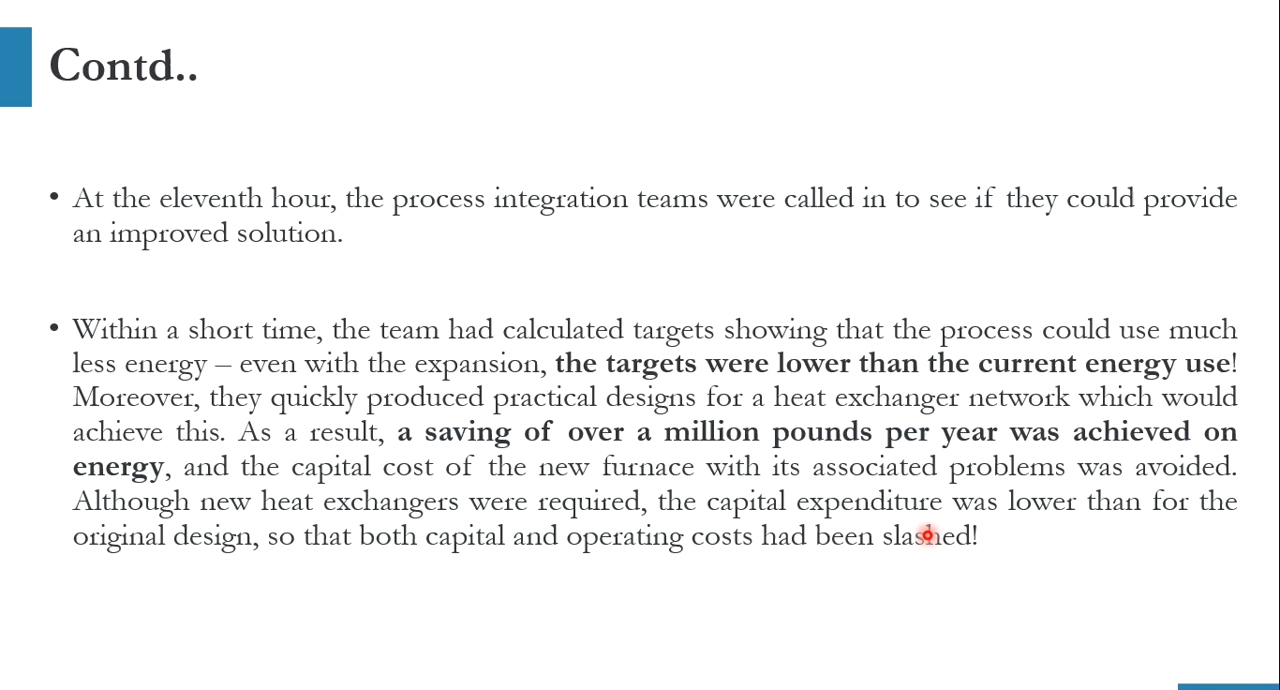 Contd..
• At the eleventh hour, the process integration teams were called in to see if they could provide
an improved solution.
• Within a short time, the team had calculated targets showing that the process could use much
less energy – even with the expansion, the targets were lower than the current energy use!
Moreover, they quickly produced practical designs for a heat exchanger network which would
achieve this. As a result, a saving of over a million pounds per year was achieved on
energy, and the capital cost of the new furnace with its associated problems was avoided.
Although new heat exchangers were required, the capital expenditure was lower than for the
original design, so that both capital and operating costs had been slashed!